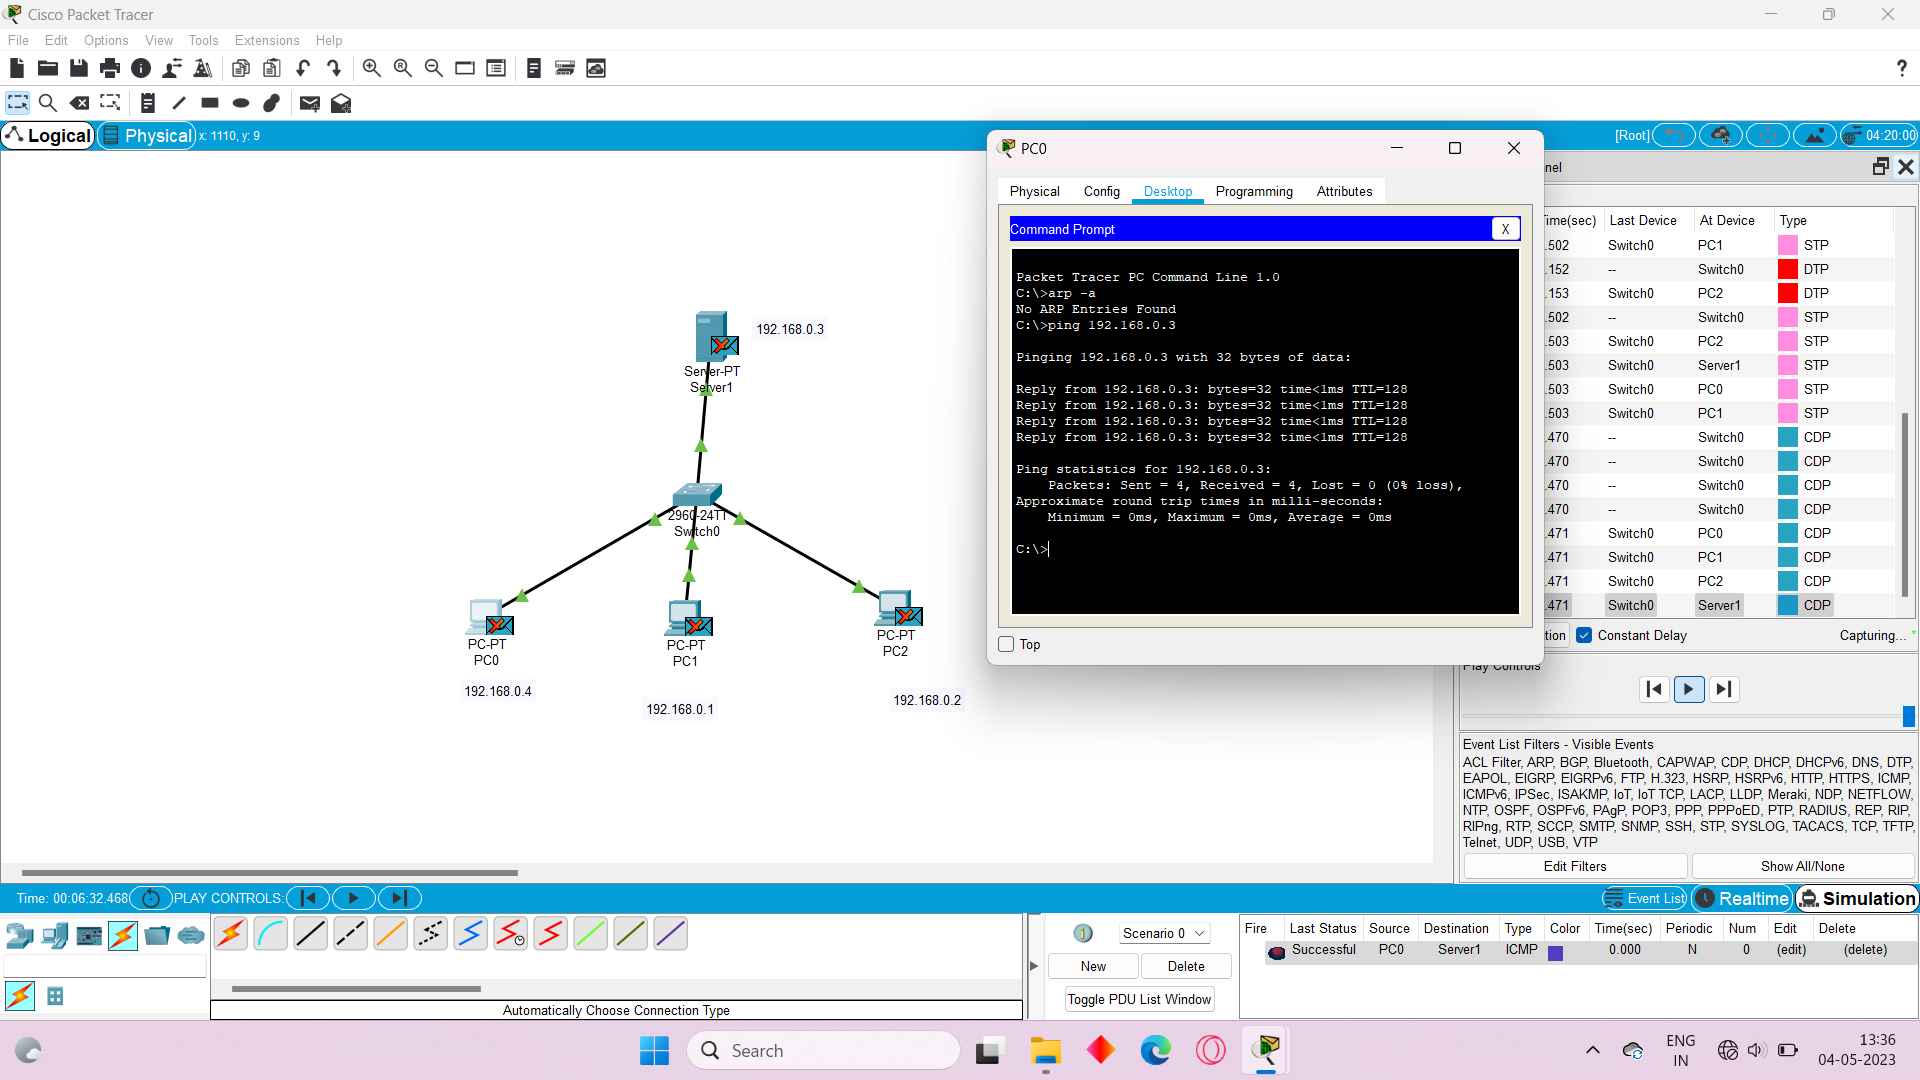 Cisco Packet Tracer
File Edit Options View Tools Extensions Help
?
Logical Physical x: 1110, y: 9
[Root] 04:20:00
PC0
Physical Config Desktop Programming Attributes
Command Prompt X
Packet Tracer PC Command Line 1.0
C:\>arp -a
No ARP Entries Found
C:\>ping 192.168.0.3
Pinging 192.168.0.3 with 32 bytes of data:
Reply from 192.168.0.3: bytes=32 time<1ms TTL=128
Reply from 192.168.0.3: bytes=32 time<1ms TTL=128
Reply from 192.168.0.3: bytes=32 time<1ms TTL=128
Reply from 192.168.0.3: bytes=32 time<1ms TTL=128
Ping statistics for 192.168.0.3:
Packets: Sent = 4, Received = 4, Lost = 0 (0% loss),
Approximate round trip times in milli-seconds:
Minimum = 0ms, Maximum = 0ms, Average = 0ms
C:\>
Top
192.168.0.3
Server-PT
Server1
2960-24TT
Switch0
PC-PT
PC0
192.168.0.4
PC-PT
PC1
192.168.0.1
PC-PT
PC2
192.168.0.2
nel
ime(sec) Last Device At Device Type
.502 Switch0 PC1 STP
.152 -- Switch0 DTP
.153 Switch0 PC2 DTP
.502 -- Switch0 STP
.503 Switch0 PC2 STP
.503 Switch0 Server1 STP
.503 Switch0 PC0 STP
.503 Switch0 PC1 STP
.470 -- Switch0 CDP
.470 -- Switch0 CDP
.470 -- Switch0 CDP
.470 -- Switch0 CDP
.471 Switch0 PC0 CDP
.471 Switch0 PC1 CDP
.471 Switch0 PC2 CDP
.471 Switch0 Server1 CDP
tion Constant Delay Capturing... *
Play Controls
Event List Filters - Visible Events
ACL Filter, ARP, BGP, Bluetooth, CAPWAP, CDP, DHCP, DHCPv6, DNS, DTP,
EAPOL, EIGRP, EIGRPv6, FTP, H.323, HSRP, HSRPv6, HTTP, HTTPS, ICMP,
ICMPv6, IPSec, ISAKMP, IoT, IoT TCP, LACP, LLDP, Meraki, NDP, NETFLOW,
NTP, OSPF, OSPFv6, PAgP, POP3, PPP, PPPoED, PTP, RADIUS, REP, RIP,
RIPng, RTP, SCCP, SMTP, SNMP, SSH, STP, SYSLOG, TACACS, TCP, TFTP,
Telnet, UDP, USB, VTP
Edit Filters Show All/None
Time: 00:06:32.468 PLAY CONTROLS: Event List Realtime Simulation
Automatically Choose Connection Type
1 Scenario 0
New Delete
Toggle PDU List Window
Fire Last Status Source Destination Type Color Time(sec) Periodic Num Edit Delete
Successful PC0 Server1 ICMP 0.000 N 0 (edit) (delete)
Search
ENG
IN
13:36
04-05-2023